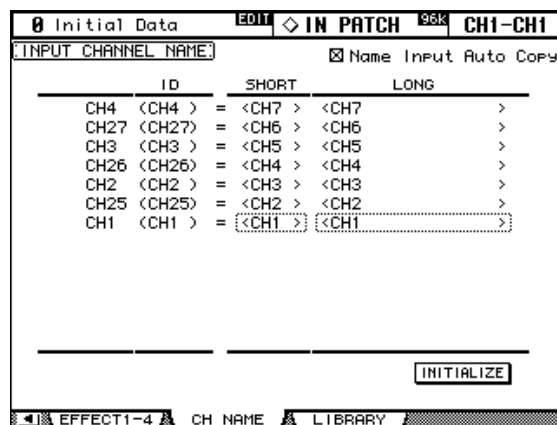 0 Initial Data EDIT ◇ IN PATCH 96k CH1-CH1
INPUT CHANNEL NAME
☒ Name Input Auto Copy
ID SHORT LONG
CH4 (CH4 ) = <CH7 > <CH7 >
CH27 (CH27) = <CH6 > <CH6 >
CH3 (CH3 ) = <CH5 > <CH5 >
CH26 (CH26) = <CH4 > <CH4 >
CH2 (CH2 ) = <CH3 > <CH3 >
CH25 (CH25) = <CH2 > <CH2 >
CH1 (CH1 ) = <CH1 > <CH1 >
INITIALIZE
EFFECT1-4 CH NAME LIBRARY